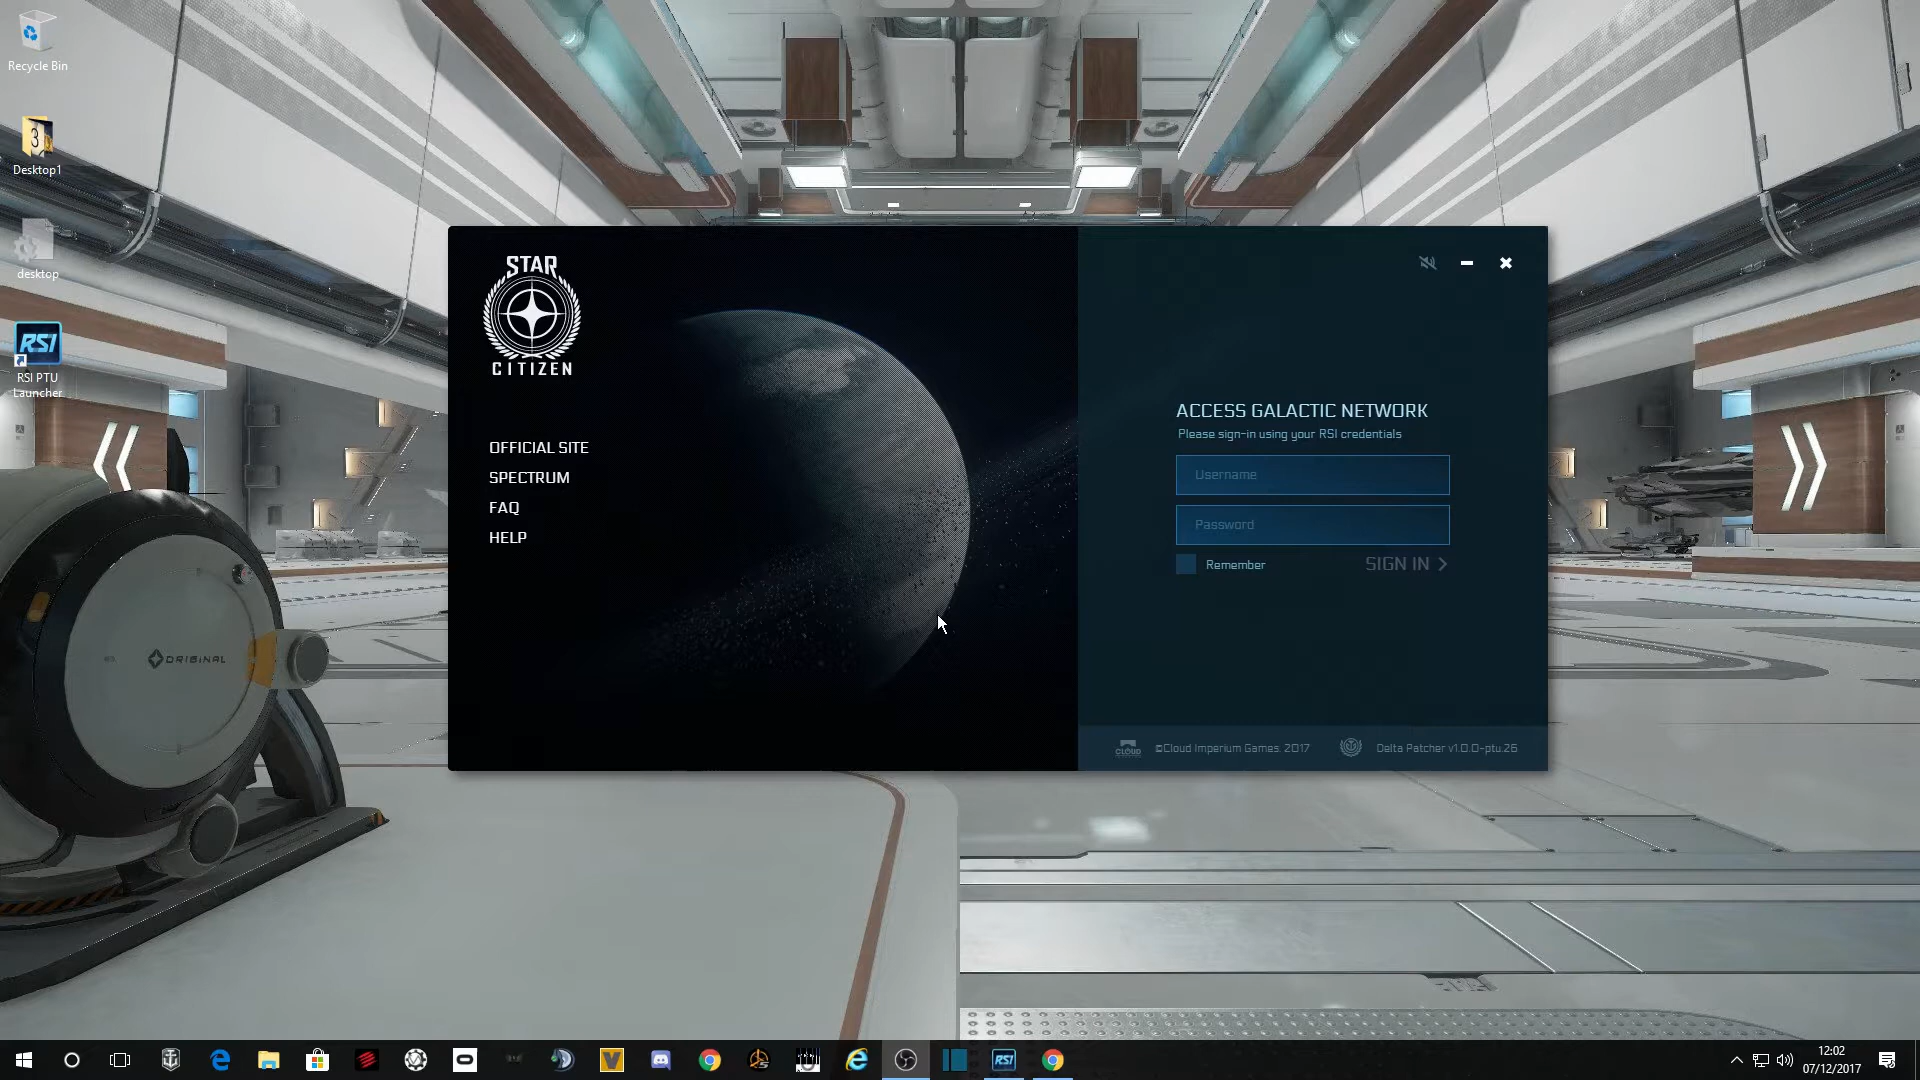 Recycle Bin
Desktop1
desktop
RSI
RSI PTU
Launcher
ORIGINAL
STAR
CITIZEN
OFFICIAL SITE
SPECTRUM
FAQ
HELP
ACCESS GALACTIC NETWORK
Please sign-in using your RSI credentials
Username
Password
Remember
SIGN IN
CLOUD
©Cloud Imperium Games. 2017
Delta Patcher v1.0.0-ptu.26
RSI
12:02
07/12/2017